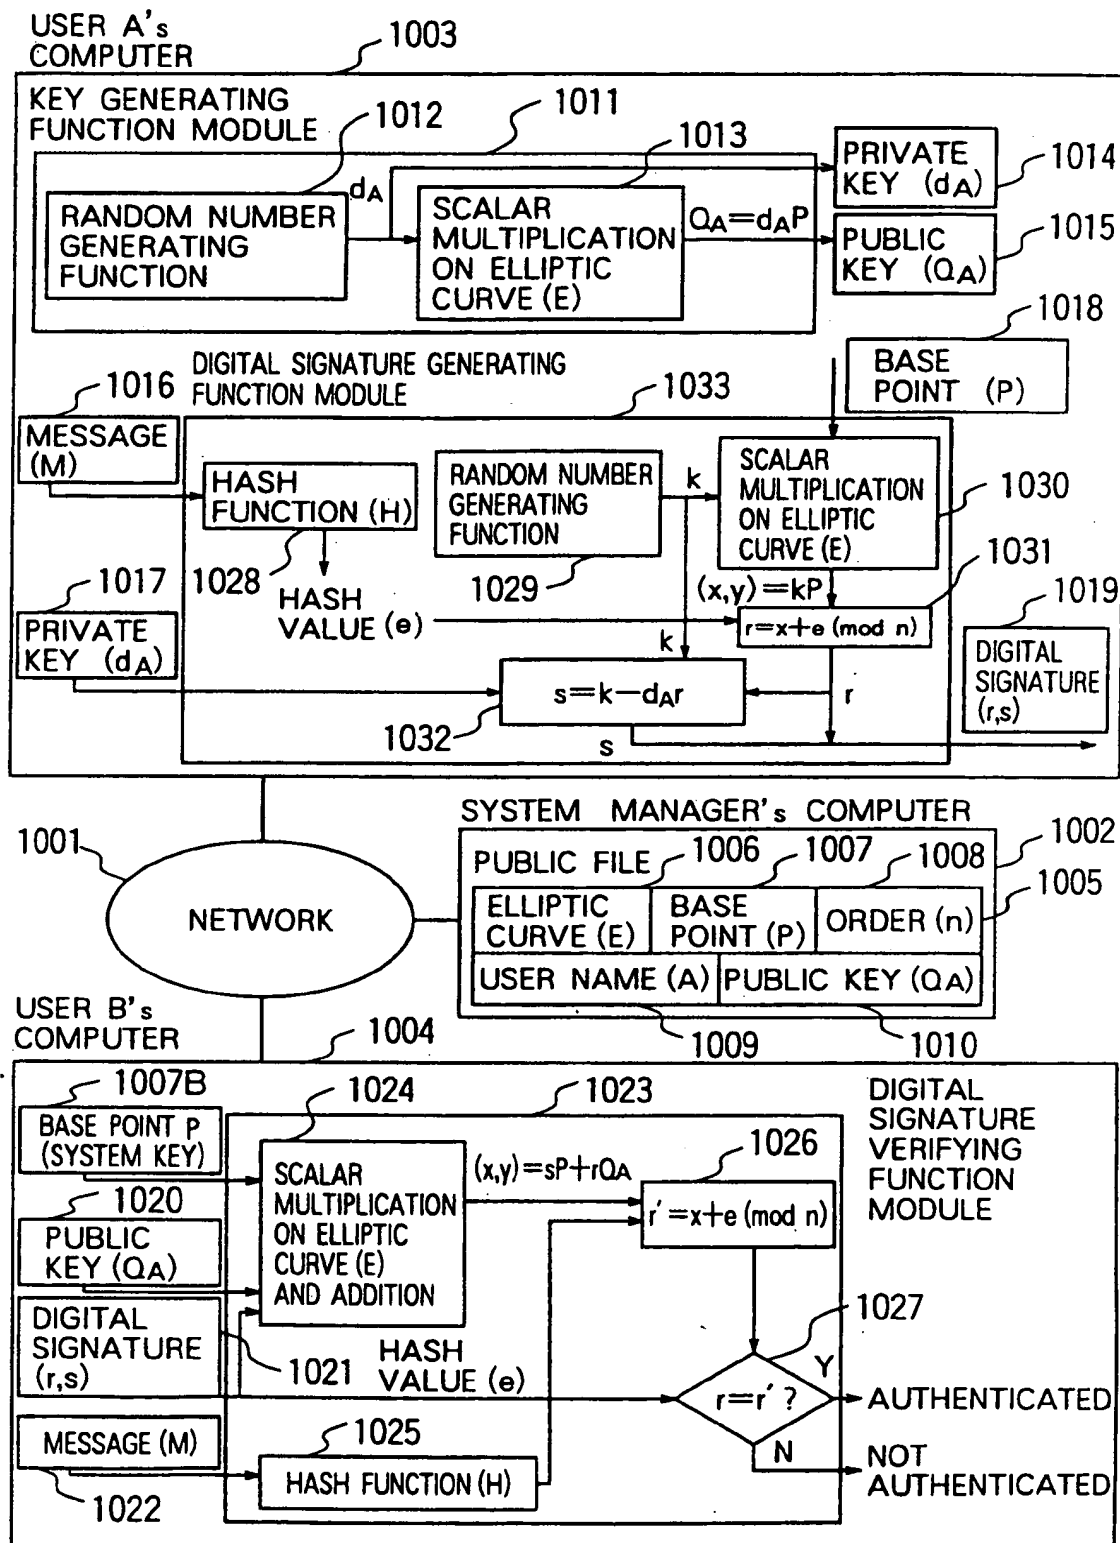 USER A's
COMPUTER
1003
KEY GENERATING
FUNCTION MODULE
1012
1011
1013
RANDOM NUMBER
GENERATING
FUNCTION
dA
SCALAR
MULTIPLICATION
ON ELLIPTIC
CURVE (E)
QA=dAP
PRIVATE
KEY (dA)
1014
PUBLIC
KEY (QA)
1015
1018
BASE
POINT (P)
DIGITAL SIGNATURE GENERATING
FUNCTION MODULE
1016
1033
MESSAGE
(M)
HASH
FUNCTION (H)
1028
HASH
VALUE (e)
RANDOM NUMBER
GENERATING
FUNCTION
1029
k
SCALAR
MULTIPLICATION
ON ELLIPTIC
CURVE (E)
1030
1031
(x,y)=kP
r=x+e (mod n)
1017
PRIVATE
KEY (dA)
k
s=k-dAr
1032
r
s
1019
DIGITAL
SIGNATURE
(r,s)
1001
NETWORK
SYSTEM MANAGER's COMPUTER
1002
PUBLIC FILE
1006
1007
1008
1005
ELLIPTIC
CURVE (E)
BASE
POINT (P)
ORDER (n)
USER NAME (A)
PUBLIC KEY (QA)
1009
1010
USER B's
COMPUTER
1004
1007B
BASE POINT P
(SYSTEM KEY)
1024
1023
DIGITAL
SIGNATURE
VERIFYING
FUNCTION
MODULE
SCALAR
MULTIPLICATION
ON ELLIPTIC
CURVE (E)
AND ADDITION
(x,y)=sP+rQA
1026
r'=x+e (mod n)
1020
PUBLIC
KEY (QA)
DIGITAL
SIGNATURE
(r,s)
1021
HASH
VALUE (e)
1027
r=r' ?
Y
AUTHENTICATED
N
NOT
AUTHENTICATED
MESSAGE (M)
1022
1025
HASH FUNCTION (H)